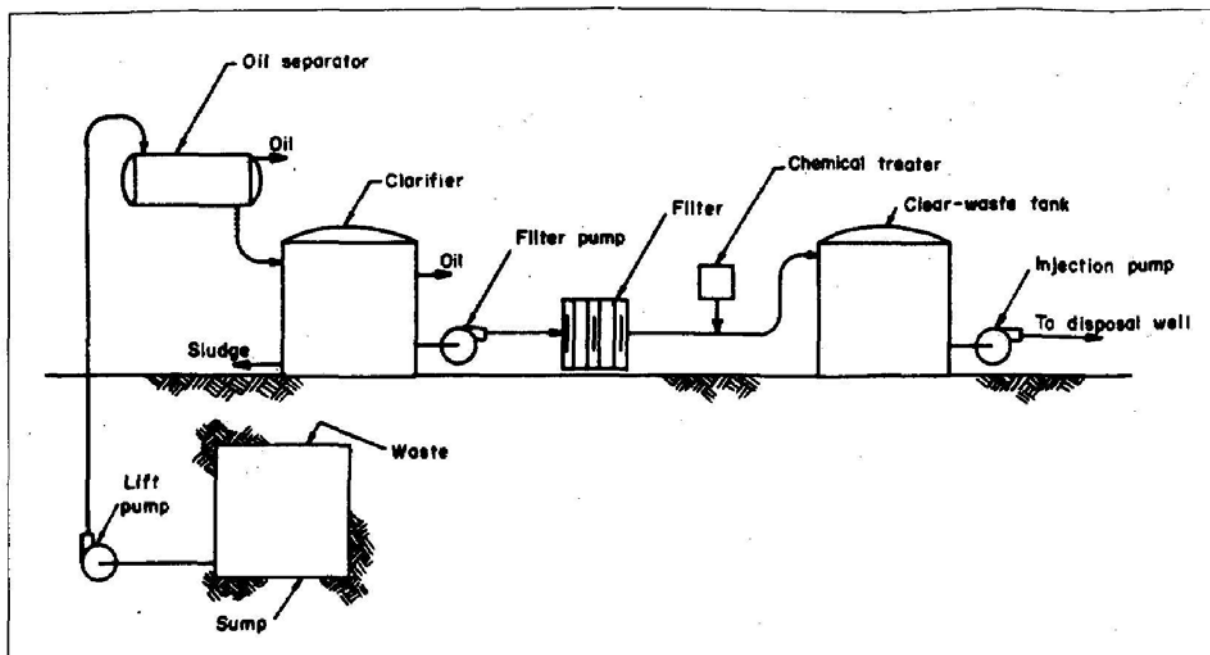 Oil separator
Oil
Clarifier
Chemical treater
Filter
Clear-waste tank
Filter pump
Oil
Injection pump
To disposal well
Sludge
Waste
Lift
pump
Sump